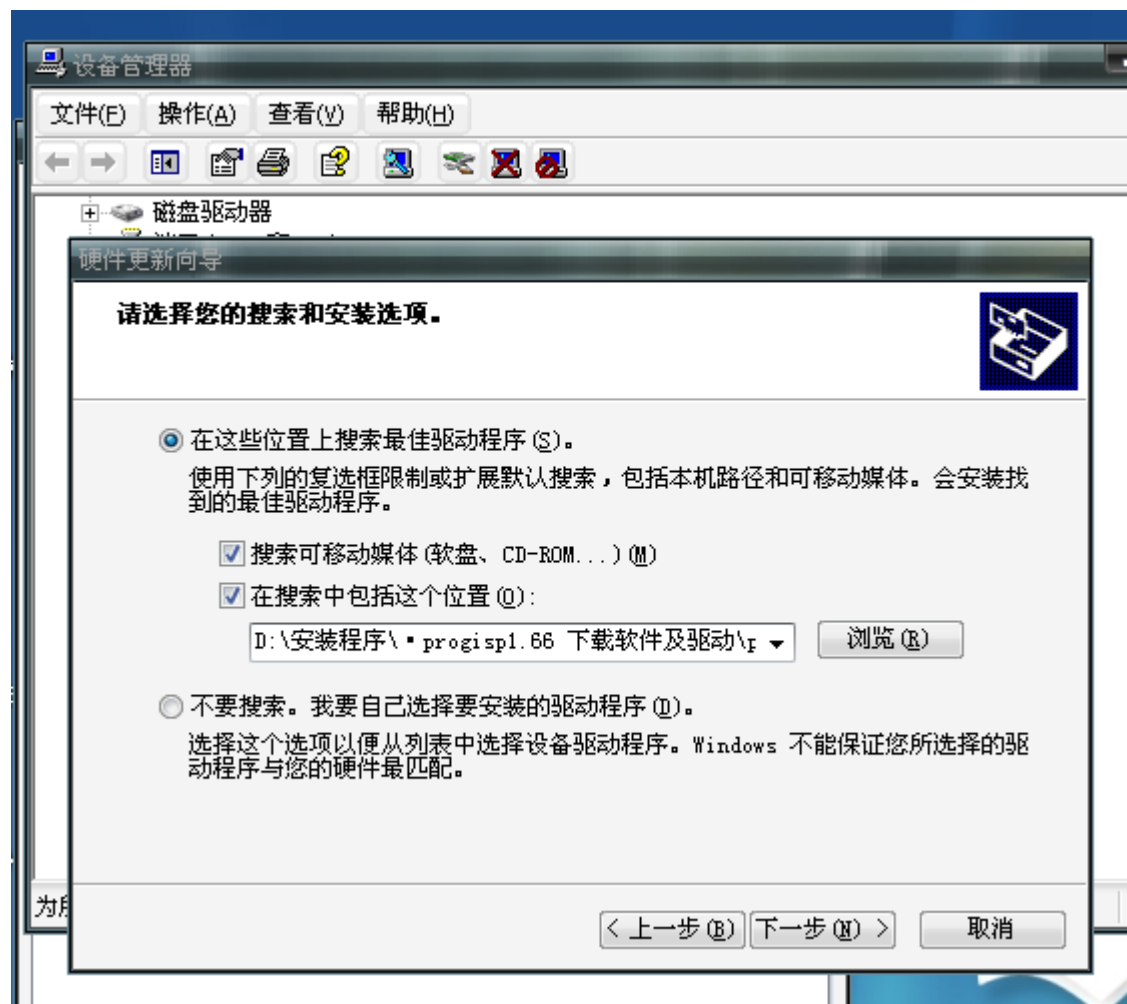 设备管理器
文件(F) 操作(A) 查看(V) 帮助(H)
磁盘驱动器
硬件更新向导
请选择您的搜索和安装选项。
在这些位置上搜索最佳驱动程序(S)。
使用下列的复选框限制或扩展默认搜索，包括本机路径和可移动媒体。会安装找
到的最佳驱动程序。
搜索可移动媒体(软盘、CD-ROM...)(M)
在搜索中包括这个位置(O):
D:\安装程序\▪progisp1.66 下载软件及驱动\p
浏览(R)
不要搜索。我要自己选择要安装的驱动程序(D)。
选择这个选项以便从列表中选择设备驱动程序。Windows 不能保证您所选择的驱
动程序与您的硬件最匹配。
为所
< 上一步(B) 下一步(N) > 取消